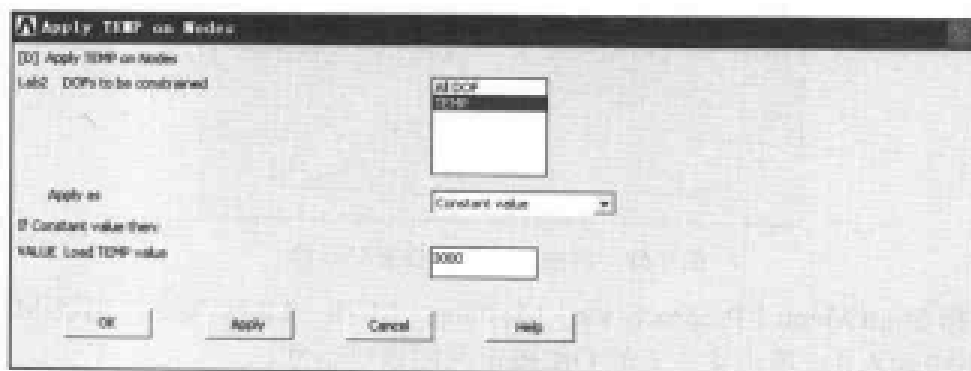 Apply TEMP on Nodes
[D] Apply TEMP on Nodes
Lab2 DOFs to be constrained
All DOF
TEMP
Apply as
Constant value
If Constant value then:
VALUE Load TEMP value
OK
Apply
Cancel
Help